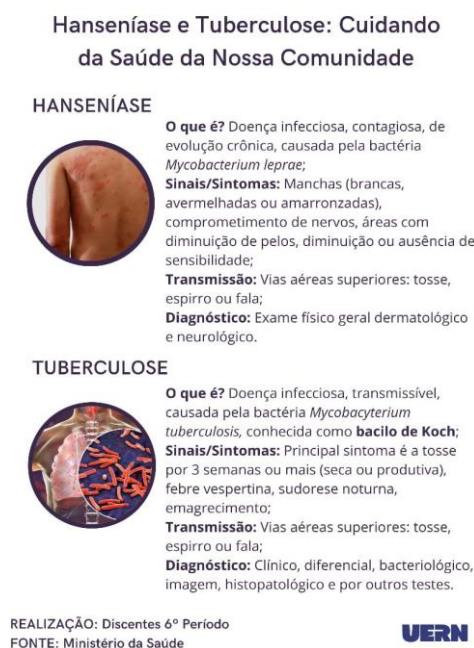 Hanseníase e Tuberculose: Cuidando
da Saúde da Nossa Comunidade
HANSENÍASE
O que é? Doença infecciosa, contagiosa, de
evolução crônica, causada pela bactéria
Mycobacterium leprae;
Sinais/Sintomas: Manchas (brancas,
avermelhadas ou amarronzadas),
comprometimento de nervos, áreas com
diminuição de pelos, diminuição ou ausência de
sensibilidade;
Transmissão: Vias aéreas superiores: tosse,
espirro ou fala;
Diagnóstico: Exame físico geral dermatológico
e neurológico.
TUBERCULOSE
O que é? Doença infecciosa, transmissível,
causada pela bactéria Mycobacyterium
tuberculosis, conhecida como bacilo de Koch;
Sinais/Sintomas: Principal sintoma é a tosse
por 3 semanas ou mais (seca ou produtiva),
febre vespertina, sudorese noturna,
emagrecimento;
Transmissão: Vias aéreas superiores: tosse,
espirro ou fala;
Diagnóstico: Clínico, diferencial, bacteriológico,
imagem, histopatológico e por outros testes.
REALIZAÇÃO: Discentes 6º Período
FONTE: Ministério da Saúde
UERN